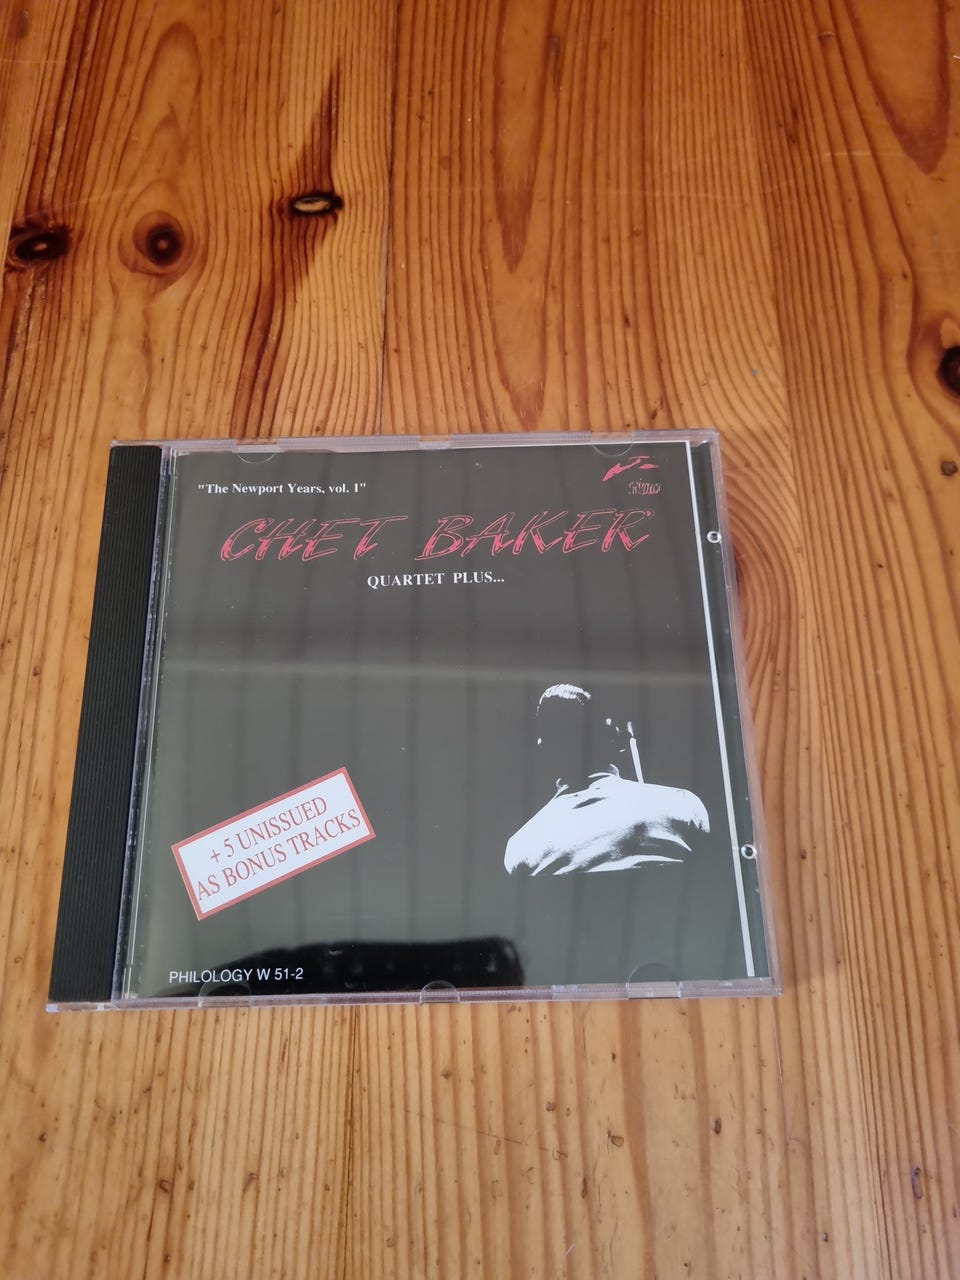 "The Newport Years, vol. 1"
CHET BAKER
QUARTET PLUS...
+ 5 UNISSUED
AS BONUS TRACKS
PHILOLOGY W 51-2